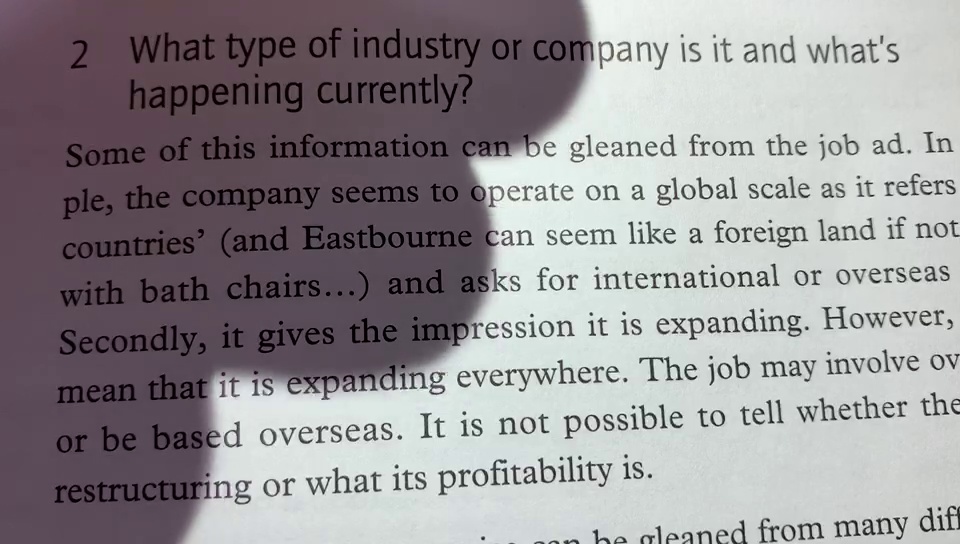 2 What type of industry or company is it and what's
happening currently?
Some of this information can be gleaned from the job ad. In
ple, the company seems to operate on a global scale as it refers
countries’ (and Eastbourne can seem like a foreign land if not
with bath chairs…) and asks for international or overseas
Secondly, it gives the impression it is expanding. However,
mean that it is expanding everywhere. The job may involve ov
or be based overseas. It is not possible to tell whether the
restructuring or what its profitability is.
can be gleaned from many diff